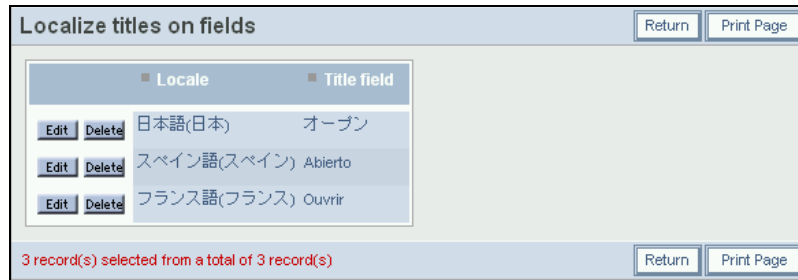 Localize titles on fields Return Print Page
Locale Title field
Edit Delete 日本語(日本) オープン
Edit Delete スペイン語(スペイン) Abierto
Edit Delete フランス語(フランス) Ouvrir
3 record(s) selected from a total of 3 record(s) Return Print Page